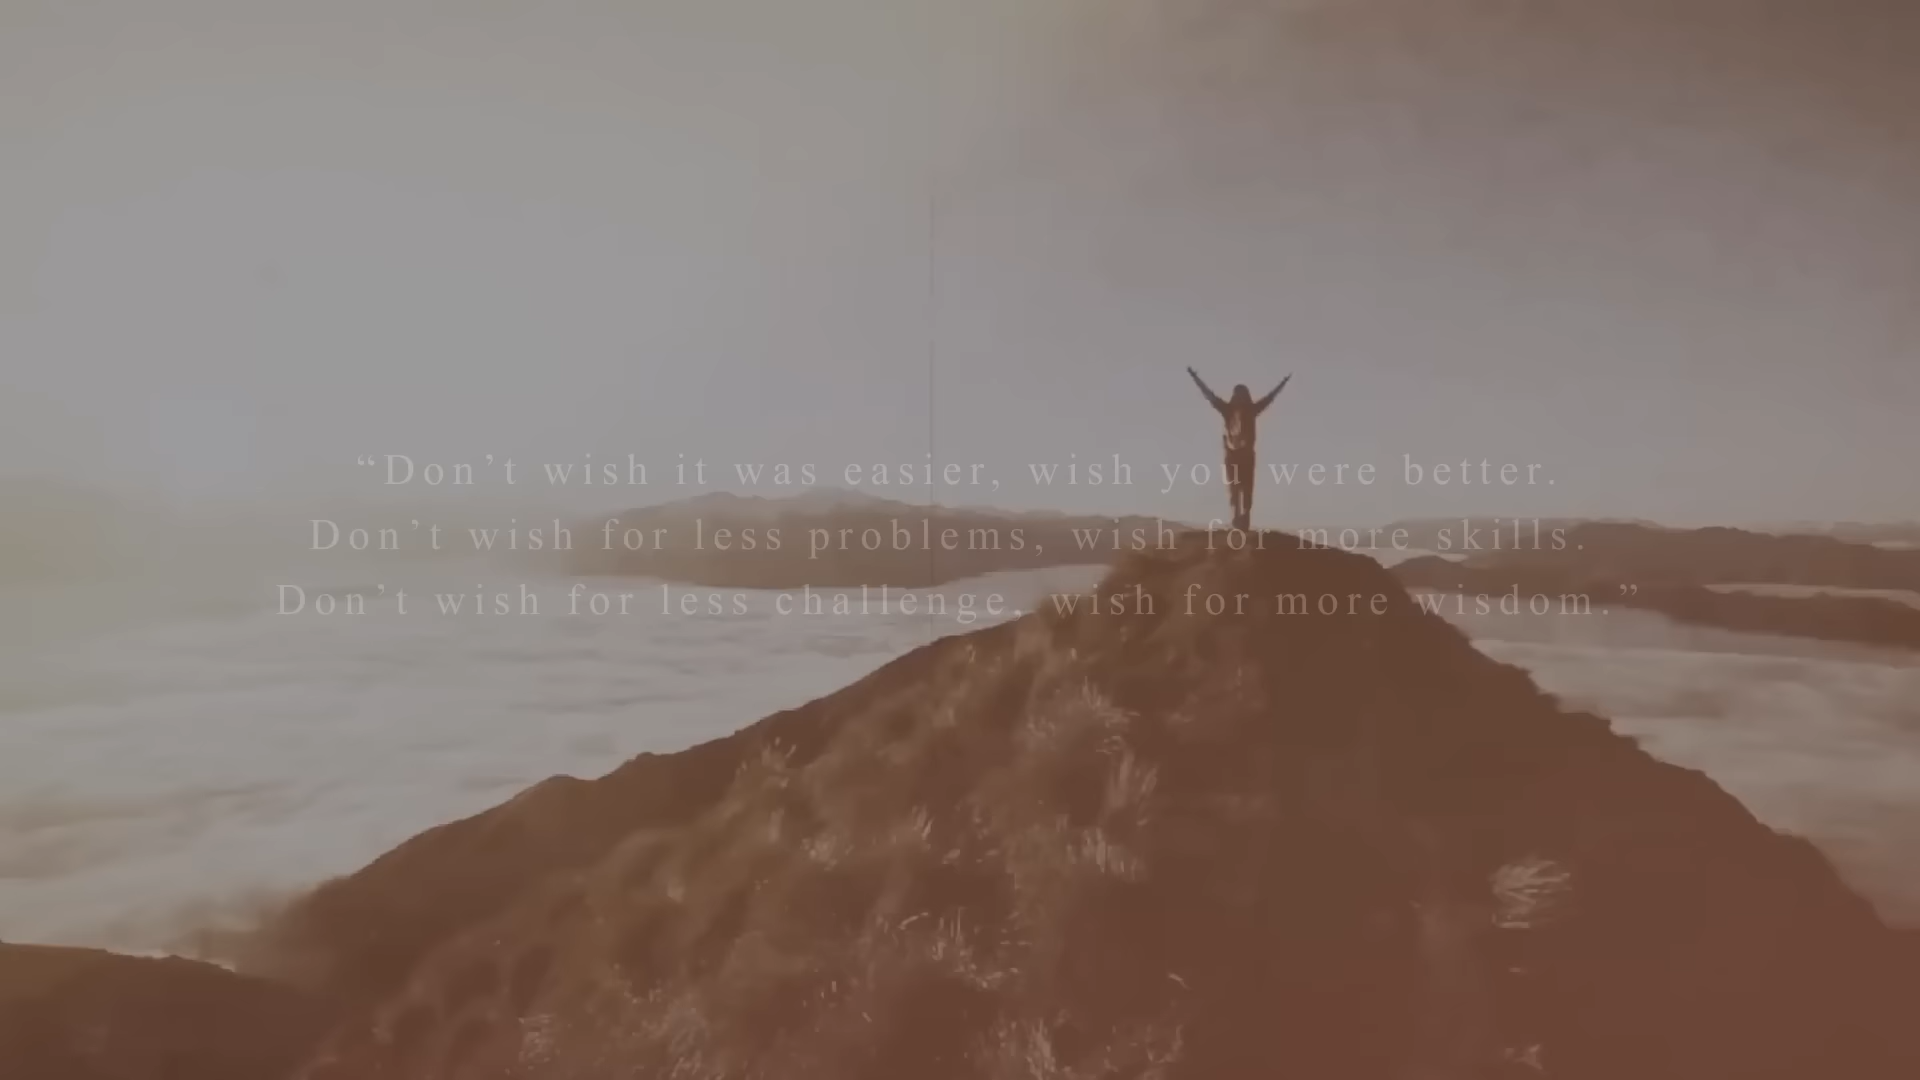 “Don’t wish it was easier, wish you were better.
Don’t wish for less problems, wish for more skills.
Don’t wish for less challenge, wish for more wisdom.”